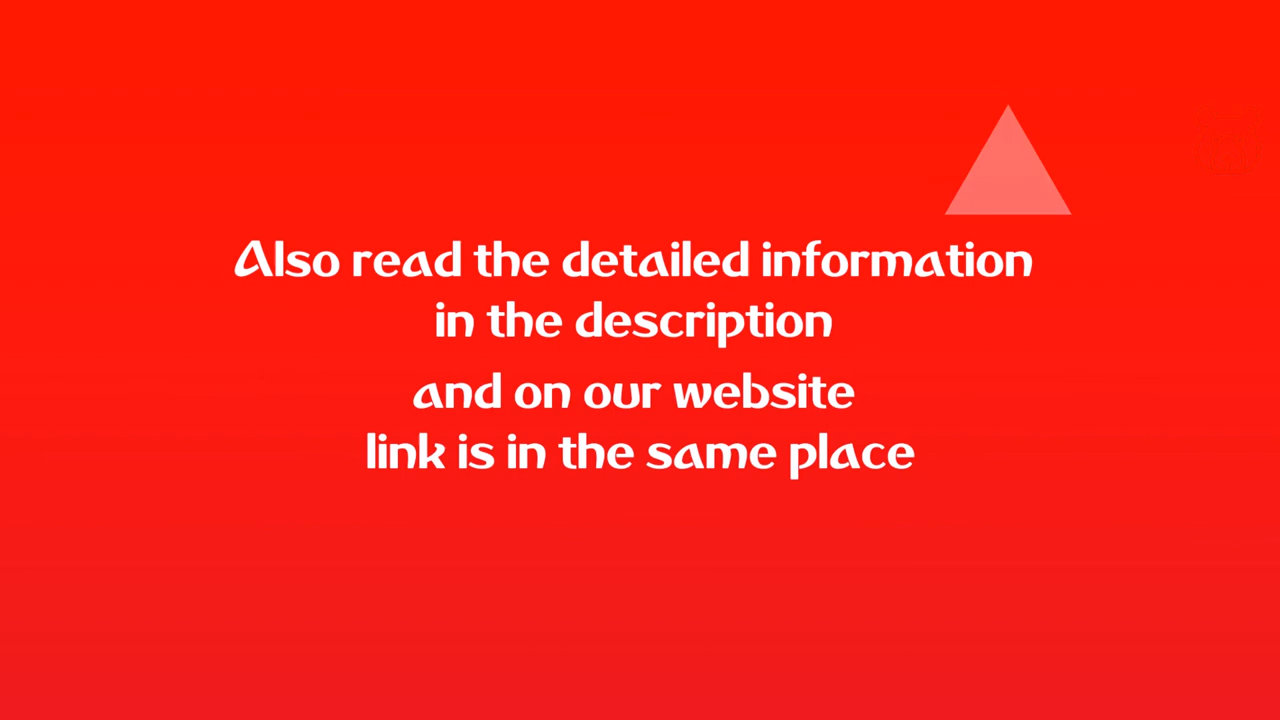 Also read the detailed information
in the description
and on our website
link is in the same place